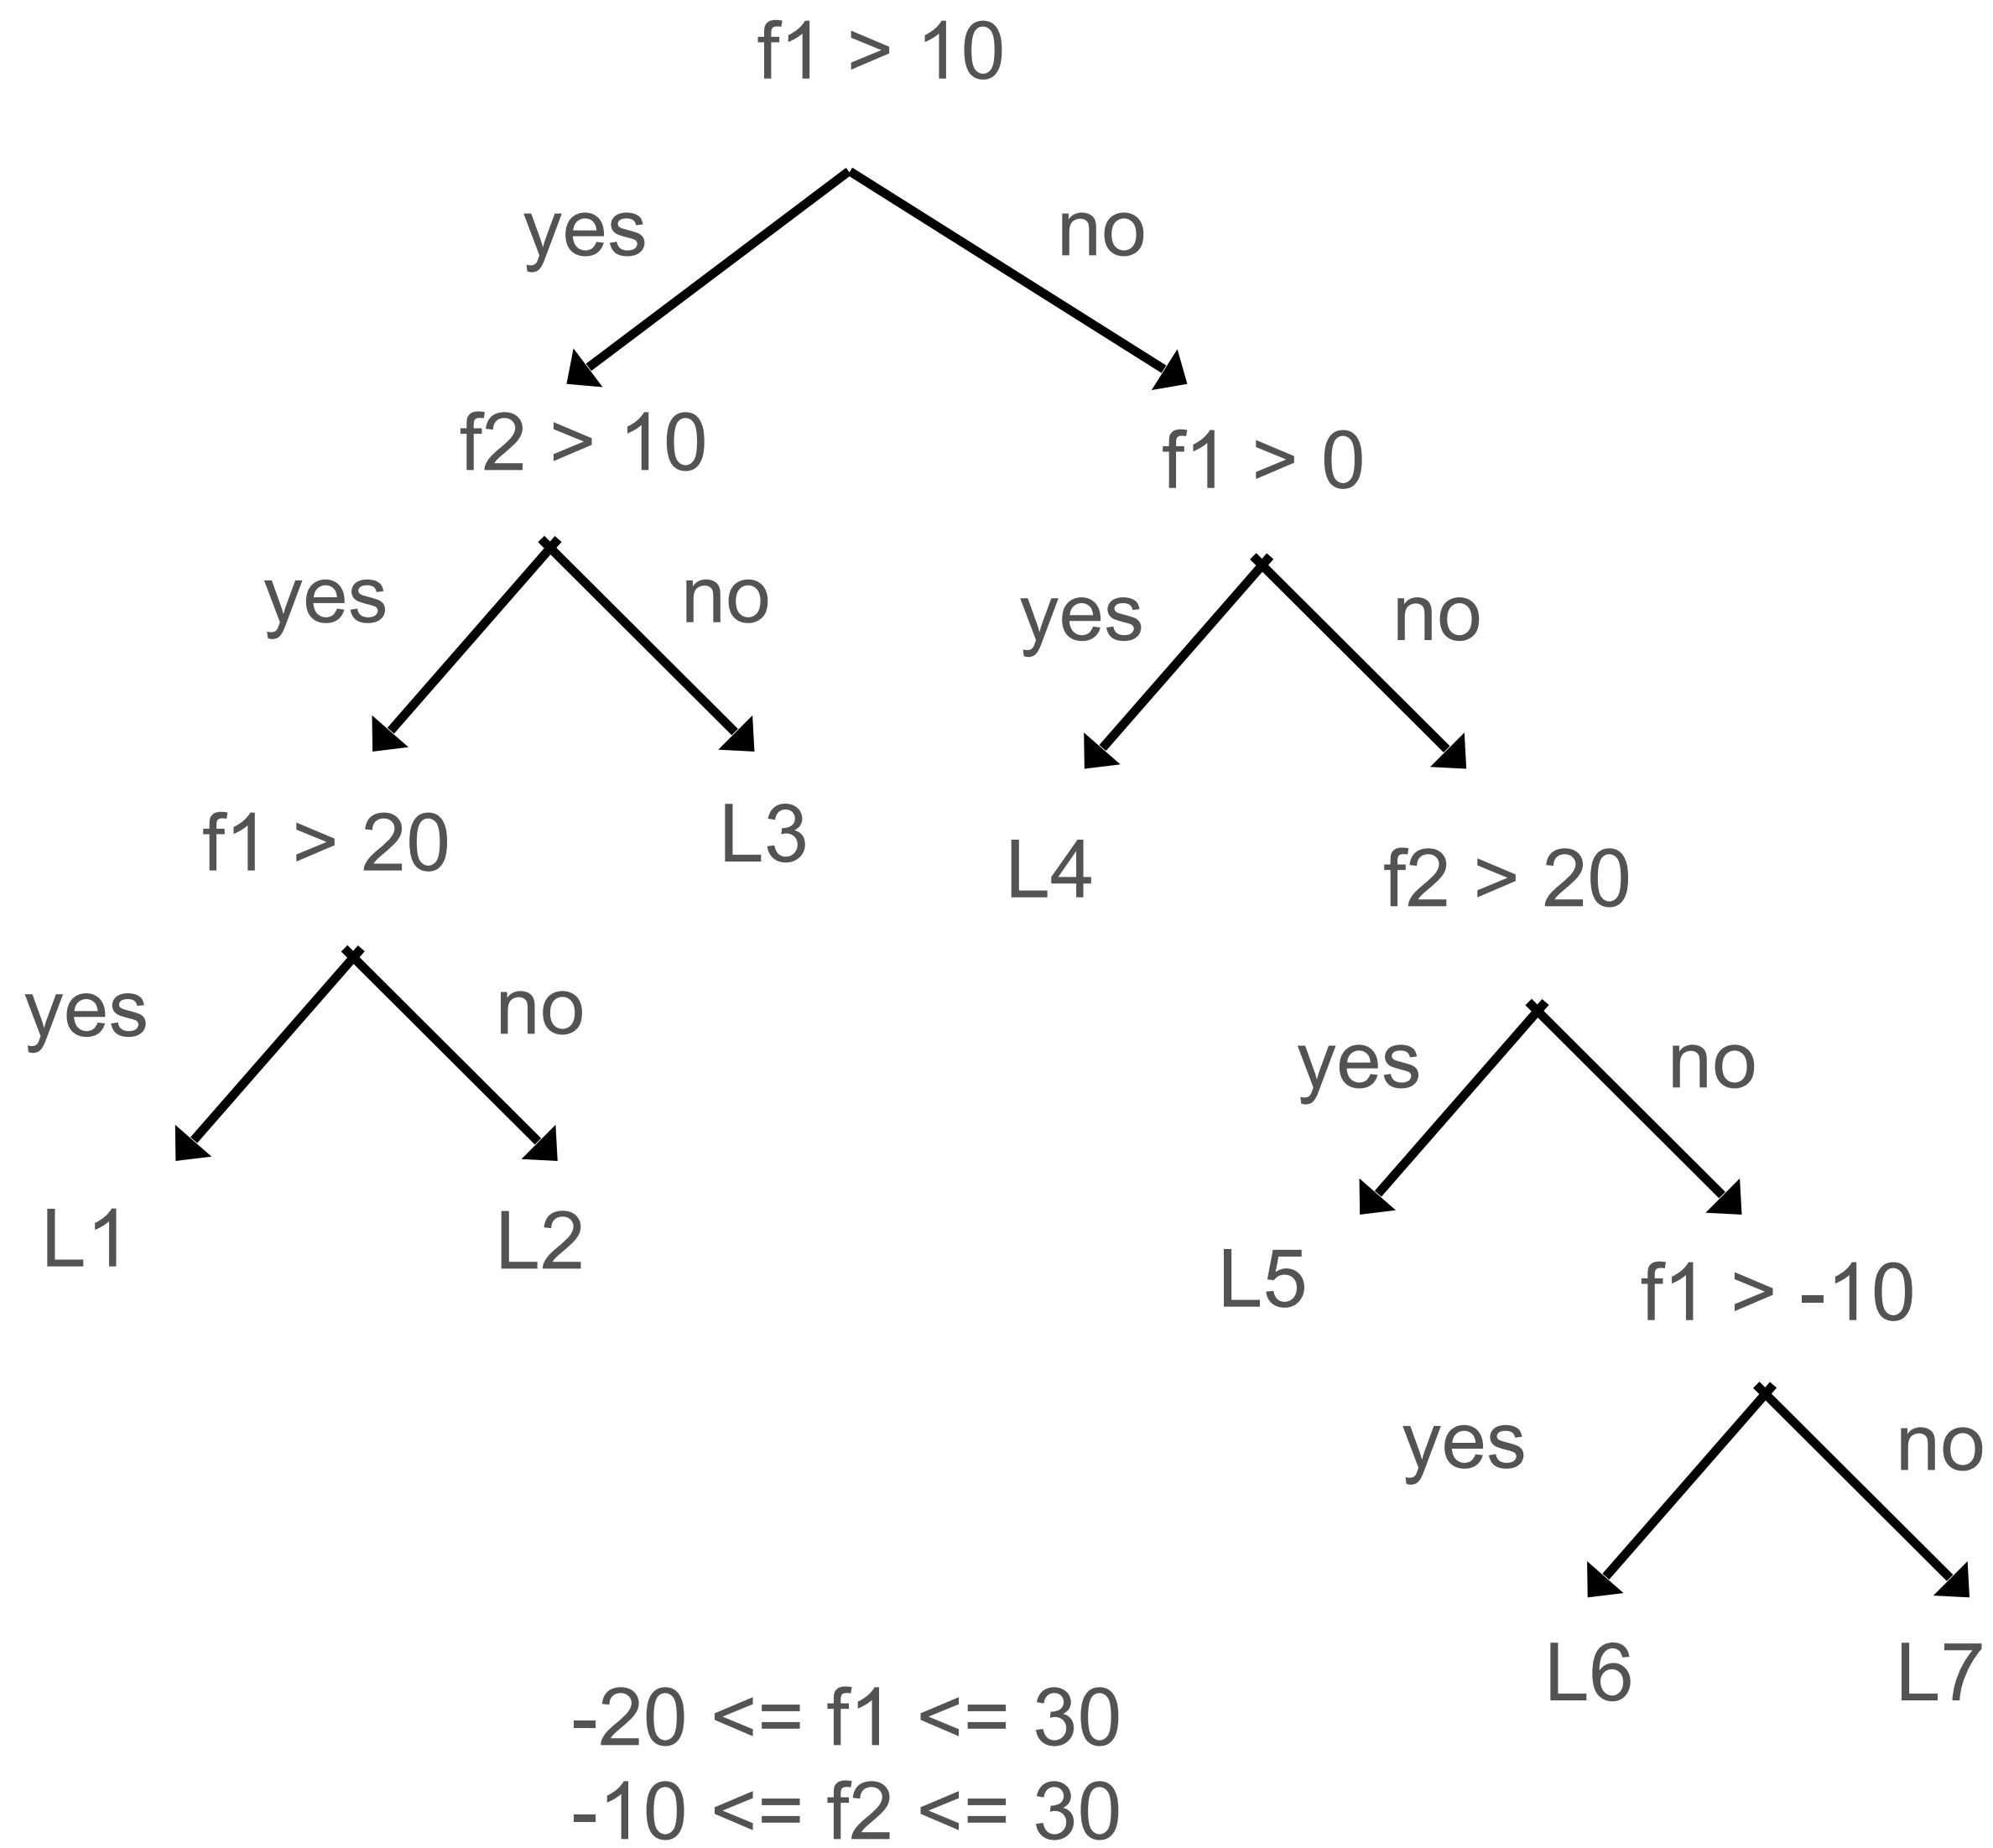 f1 > 10
yes
no
f2 > 10
f1 > 0
yes
no
yes
no
f1 > 20
L3
L4
f2 > 20
yes
no
yes
no
L1
L2
L5
f1 > -10
yes
no
L6
L7
-20 <= f1 <= 30
-10 <= f2 <= 30